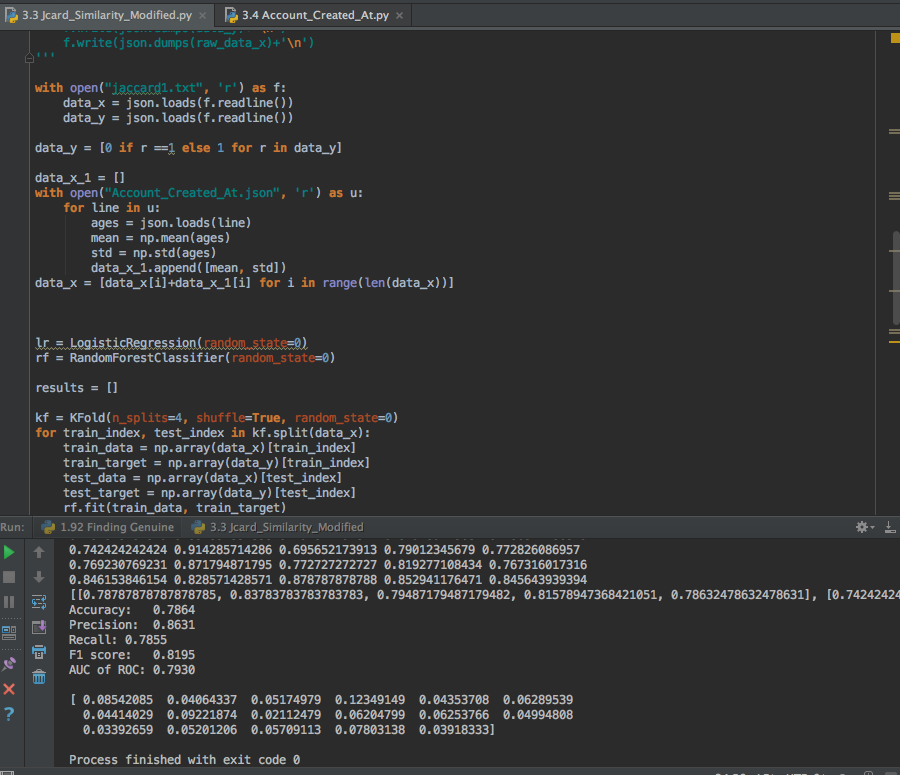 3.3 Jcard_Similarity_Modified.py × 3.4 Account_Created_At.py ×
f.write(json.dumps(raw_data_x)+'\n')
'''
with open("jaccard1.txt", 'r') as f:
data_x = json.loads(f.readline())
data_y = json.loads(f.readline())
data_y = [0 if r ==1 else 1 for r in data_y]
data_x_1 = []
with open("Account_Created_At.json", 'r') as u:
for line in u:
ages = json.loads(line)
mean = np.mean(ages)
std = np.std(ages)
data_x_1.append([mean, std])
data_x = [data_x[i]+data_x_1[i] for i in range(len(data_x))]
lr = LogisticRegression(random_state=0)
rf = RandomForestClassifier(random_state=0)
results = []
kf = KFold(n_splits=4, shuffle=True, random_state=0)
for train_index, test_index in kf.split(data_x):
train_data = np.array(data_x)[train_index]
train_target = np.array(data_y)[train_index]
test_data = np.array(data_x)[test_index]
test_target = np.array(data_y)[test_index]
rf.fit(train_data, train_target)
Run: 1.92 Finding Genuine 3.3 Jcard_Similarity_Modified
0.742424242424 0.914285714286 0.695652173913 0.79012345679 0.772826086957
0.769230769231 0.871794871795 0.772727272727 0.819277108434 0.767316017316
0.846153846154 0.828571428571 0.878787878788 0.852941176471 0.845643939394
[[0.78787878787878785, 0.83783783783783783, 0.79487179487179482, 0.81578947368421051, 0.78632478632478631], [0.74242424
Accuracy: 0.7864
Precision: 0.8631
Recall: 0.7855
F1 score: 0.8195
AUC of ROC: 0.7930
[ 0.08542085 0.04064337 0.05174979 0.12349149 0.04353708 0.06289539
0.04414029 0.09221874 0.02112479 0.06204799 0.06253766 0.04994808
0.03392659 0.05201206 0.05709113 0.07803138 0.03918333]
Process finished with exit code 0